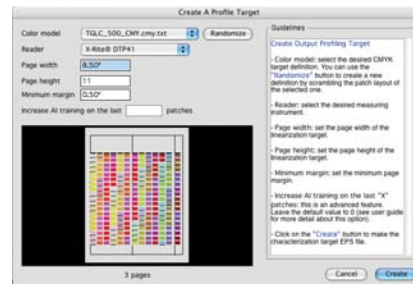 Create A Profile Target
Color model
TGLC_500_CMY.cmy.txt
Randomize
Reader
X-Rite® DTP41
Page width
8.50"
Page height
11
Minimum margin
0.50"
Increase AI training on the last
patches
3 pages
Guidelines
Create Output Profiling Target
- Color model: select the desired CMYK
target definition. You can use the
"Randomize" button to create a new
definition by scrambling the patch layout of
the selected one.
- Reader: select the desired measuring
instrument.
- Page width: set the page width of the
linearization target.
- Page height: set the page height of the
linearization target.
- Minimum margin: set the minimum page
margin.
- Increase AI training on the last "X"
patches: this is an advanced feature.
Leave the default value to 0 (see user guide
for more detail about this option).
- Click on the "Create" button to make the
characterization target EPS file.
Cancel
Create